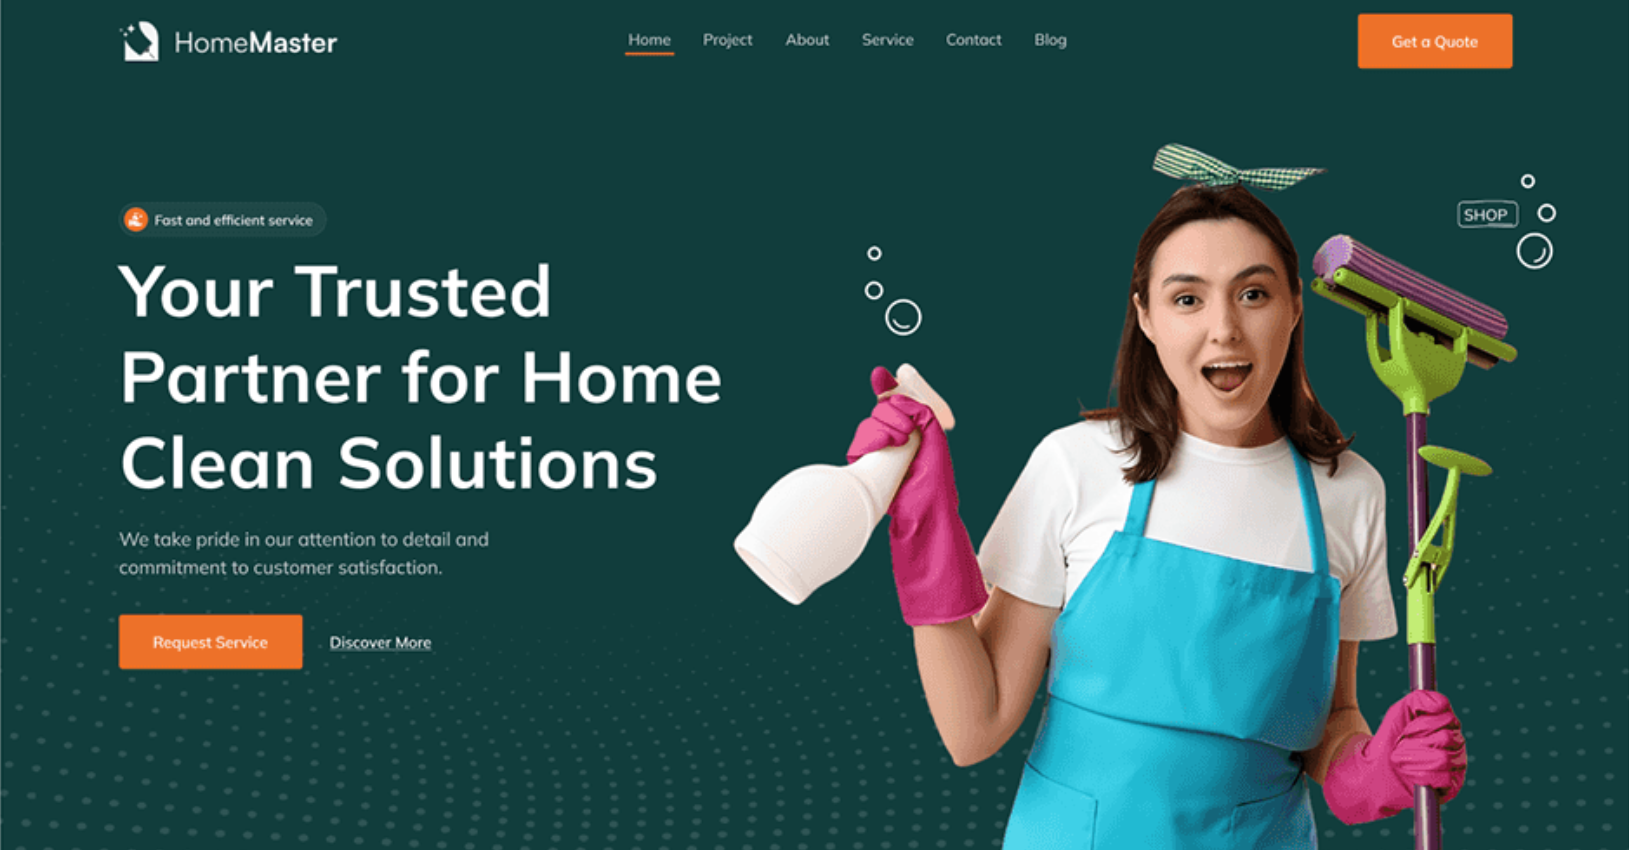 HomeMaster
Home Project About Service Contact Blog
Get a Quote
SHOP
Fast and efficient service
Your Trusted
Partner for Home
Clean Solutions
We take pride in our attention to detail and
commitment to customer satisfaction.
Request Service
Discover More